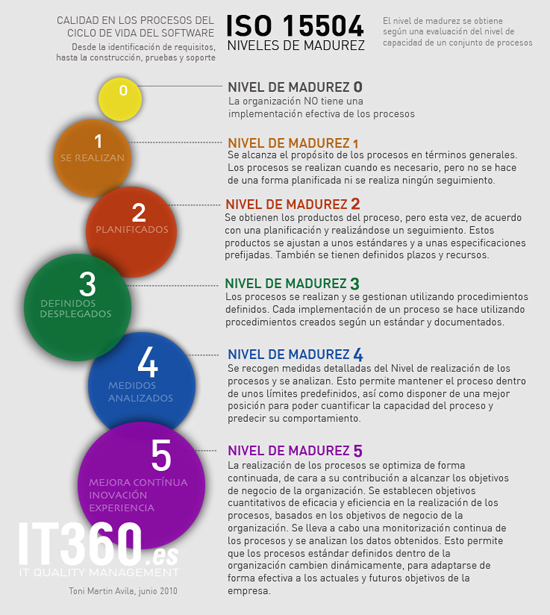 CALIDAD EN LOS PROCESOS DEL
CICLO DE VIDA DEL SOFTWARE
Desde la identificación de requisitos,
hasta la construcción, pruebas y soporte
ISO 15504
NIVELES DE MADUREZ
El nivel de madurez se obtiene
según una evaluación del nivel de
capacidad de un conjunto de procesos
0
NIVEL DE MADUREZ 0
La organización NO tiene una
implementación efectiva de los procesos
1
SE REALIZAN
NIVEL DE MADUREZ 1
Se alcanza el propósito de los procesos en términos generales.
Los procesos se realizan cuando es necesario, pero no se hace
de una forma planificada ni se realiza ningún seguimiento.
2
PLANIFICADOS
NIVEL DE MADUREZ 2
Se obtienen los productos del proceso, pero esta vez, de acuerdo
con una planificación y realizándose un seguimiento. Estos
productos se ajustan a unos estándares y a unas especificaciones
prefijadas. También se tienen definidos plazos y recursos.
3
DEFINIDOS
DESPLEGADOS
NIVEL DE MADUREZ 3
Los procesos se realizan y se gestionan utilizando procedimientos
definidos. Cada implementación de un proceso se hace utilizando
procedimientos creados según un estándar y documentados.
4
MEDIDOS
ANALIZADOS
NIVEL DE MADUREZ 4
Se recogen medidas detalladas del Nivel de realización de los
procesos y se analizan. Esto permite mantener el proceso dentro
de unos límites predefinidos, así como disponer de una mejor
posición para poder cuantificar la capacidad del proceso y
predecir su comportamiento.
5
MEJORA CONTÍNUA
INOVACIÓN
EXPERIENCIA
NIVEL DE MADUREZ 5
La realización de los procesos se optimiza de forma
continuada, de cara a su contribución a alcanzar los objetivos
de negocio de la organización. Se establecen objetivos
cuantitativos de eficacia y eficiencia en la realización de los
procesos, basados en los objetivos de negocio de la
organización. Se lleva a cabo una monitorización continua de
los procesos y se analizan los datos obtenidos. Esto permite
que los procesos estándar definidos dentro de la
organización cambien dinámicamente, para adaptarse de
forma efectiva a los actuales y futuros objetivos de la
empresa.
IT360.es
IT QUALITY MANAGEMENT
Toni Martin Avila, junio 2010